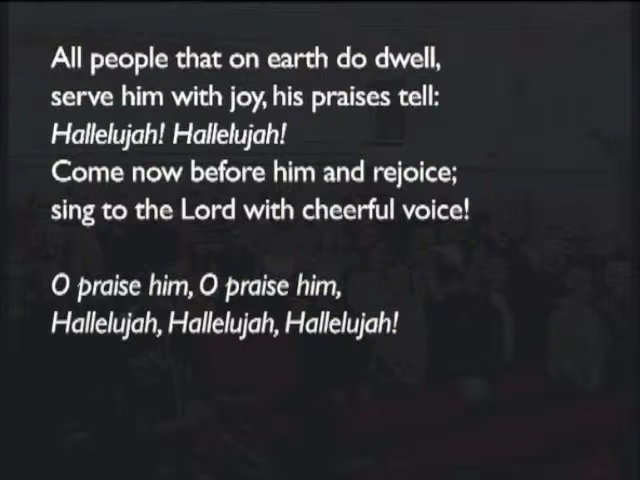 All people that on earth do dwell,
serve him with joy, his praises tell:
Hallelujah! Hallelujah!
Come now before him and rejoice;
sing to the Lord with cheerful voice!
O praise him, O praise him,
Hallelujah, Hallelujah, Hallelujah!